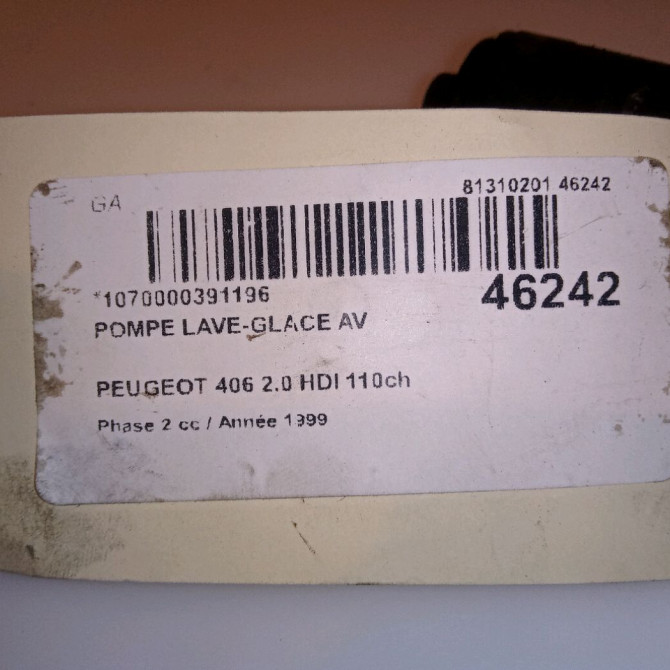 GA
81310201 46242
*1070000391196
46242
POMPE LAVE-GLACE AV
PEUGEOT 406 2.0 HDI 110ch
Phase 2 cc / Année 1999